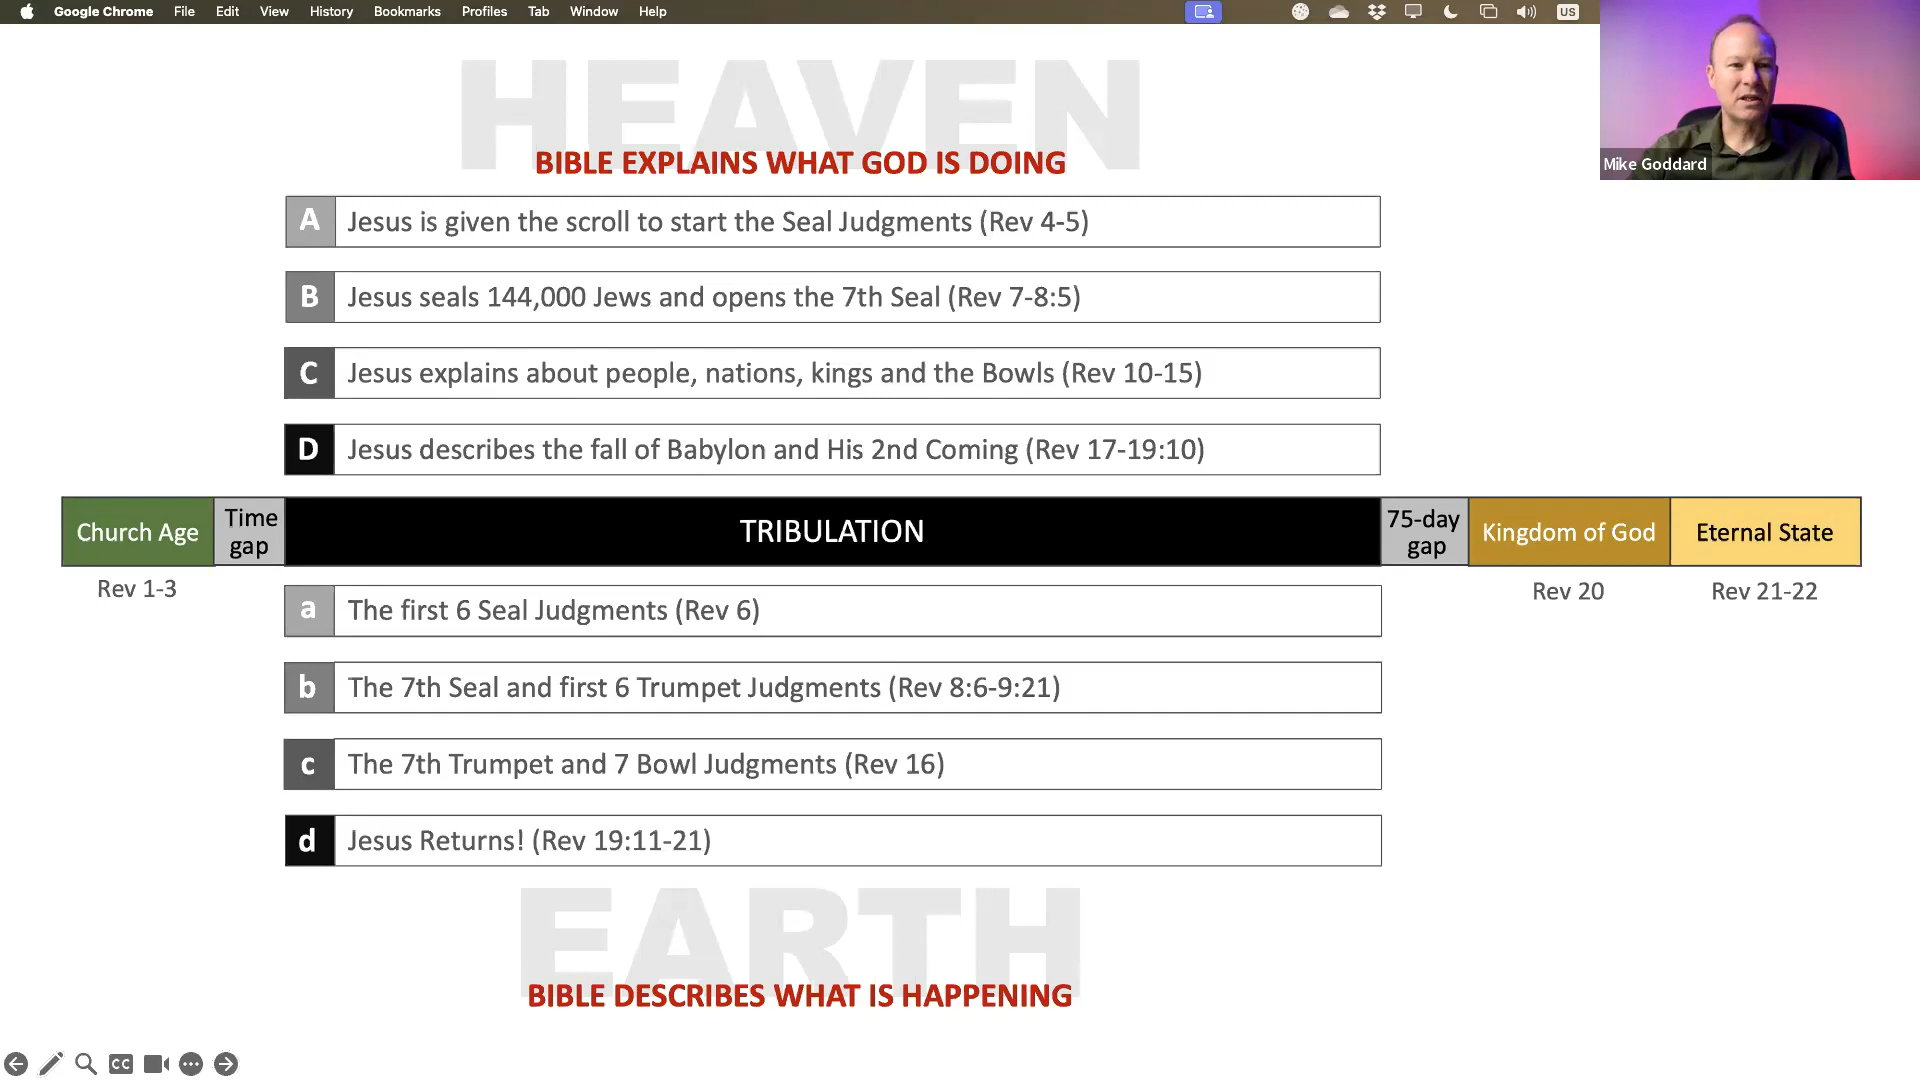 Google Chrome File Edit View History Bookmarks Profiles Tab Window Help US
Mike Goddard
HEAVEN
BIBLE EXPLAINS WHAT GOD IS DOING
A Jesus is given the scroll to start the Seal Judgments (Rev 4-5)
B Jesus seals 144,000 Jews and opens the 7th Seal (Rev 7-8:5)
C Jesus explains about people, nations, kings and the Bowls (Rev 10-15)
D Jesus describes the fall of Babylon and His 2nd Coming (Rev 17-19:10)
Church Age
Rev 1-3
Time
gap
TRIBULATION
75-day
gap
Kingdom of God
Rev 20
Eternal State
Rev 21-22
a The first 6 Seal Judgments (Rev 6)
b The 7th Seal and first 6 Trumpet Judgments (Rev 8:6-9:21)
c The 7th Trumpet and 7 Bowl Judgments (Rev 16)
d Jesus Returns! (Rev 19:11-21)
EARTH
BIBLE DESCRIBES WHAT IS HAPPENING
CC